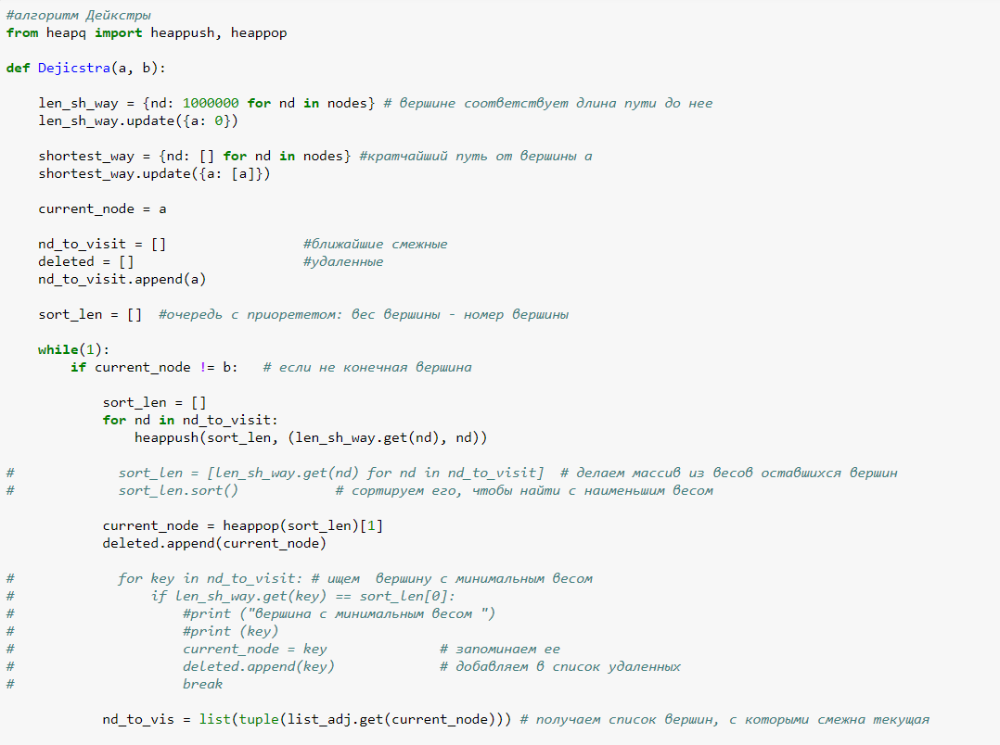 #алгоритм Дейкстры
from heapq import heappush, heappop
def Dejicstra(a, b):
len_sh_way = {nd: 1000000 for nd in nodes} # вершине соответствует длина пути до нее
len_sh_way.update({a: 0})
shortest_way = {nd: [] for nd in nodes} #кратчайший путь от вершины а
shortest_way.update({a: [a]})
current_node = a
nd_to_visit = [] #ближайшие смежные
deleted = [] #удаленные
nd_to_visit.append(a)
sort_len = [] #очередь с приорететом: вес вершины - номер вершины
while(1):
if current_node != b: # если не конечная вершина
sort_len = []
for nd in nd_to_visit:
heappush(sort_len, (len_sh_way.get(nd), nd))
# sort_len = [len_sh_way.get(nd) for nd in nd_to_visit] # делаем массив из весов оставшихся вершин
# sort_len.sort() # сортируем его, чтобы найти с наименьшим весом
current_node = heappop(sort_len)[1]
deleted.append(current_node)
# for key in nd_to_visit: # ищем вершину с минимальным весом
# if len_sh_way.get(key) == sort_len[0]:
# #print ("вершина с минимальным весом ")
# #print (key)
# current_node = key # запоминаем ее
# deleted.append(key) # добавляем в список удаленных
# break
nd_to_vis = list(tuple(list_adj.get(current_node))) # получаем список вершин, с которыми смежна текущая